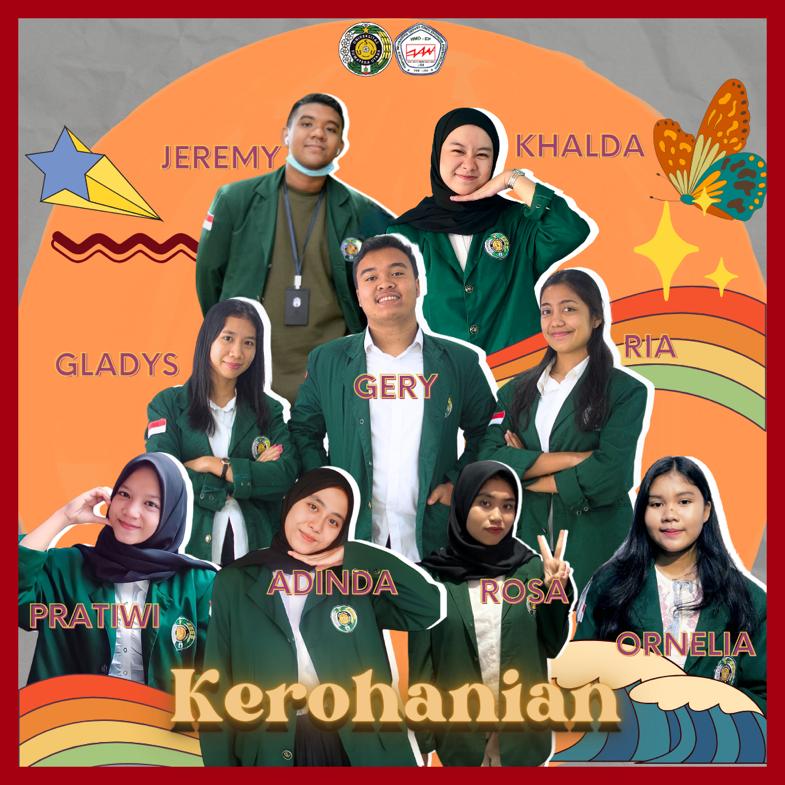 JEREMY
KHALDA
GLADYS
GERY
RIA
PRATIWI
ADINDA
ROSA
ORNELIA
Kerohanian